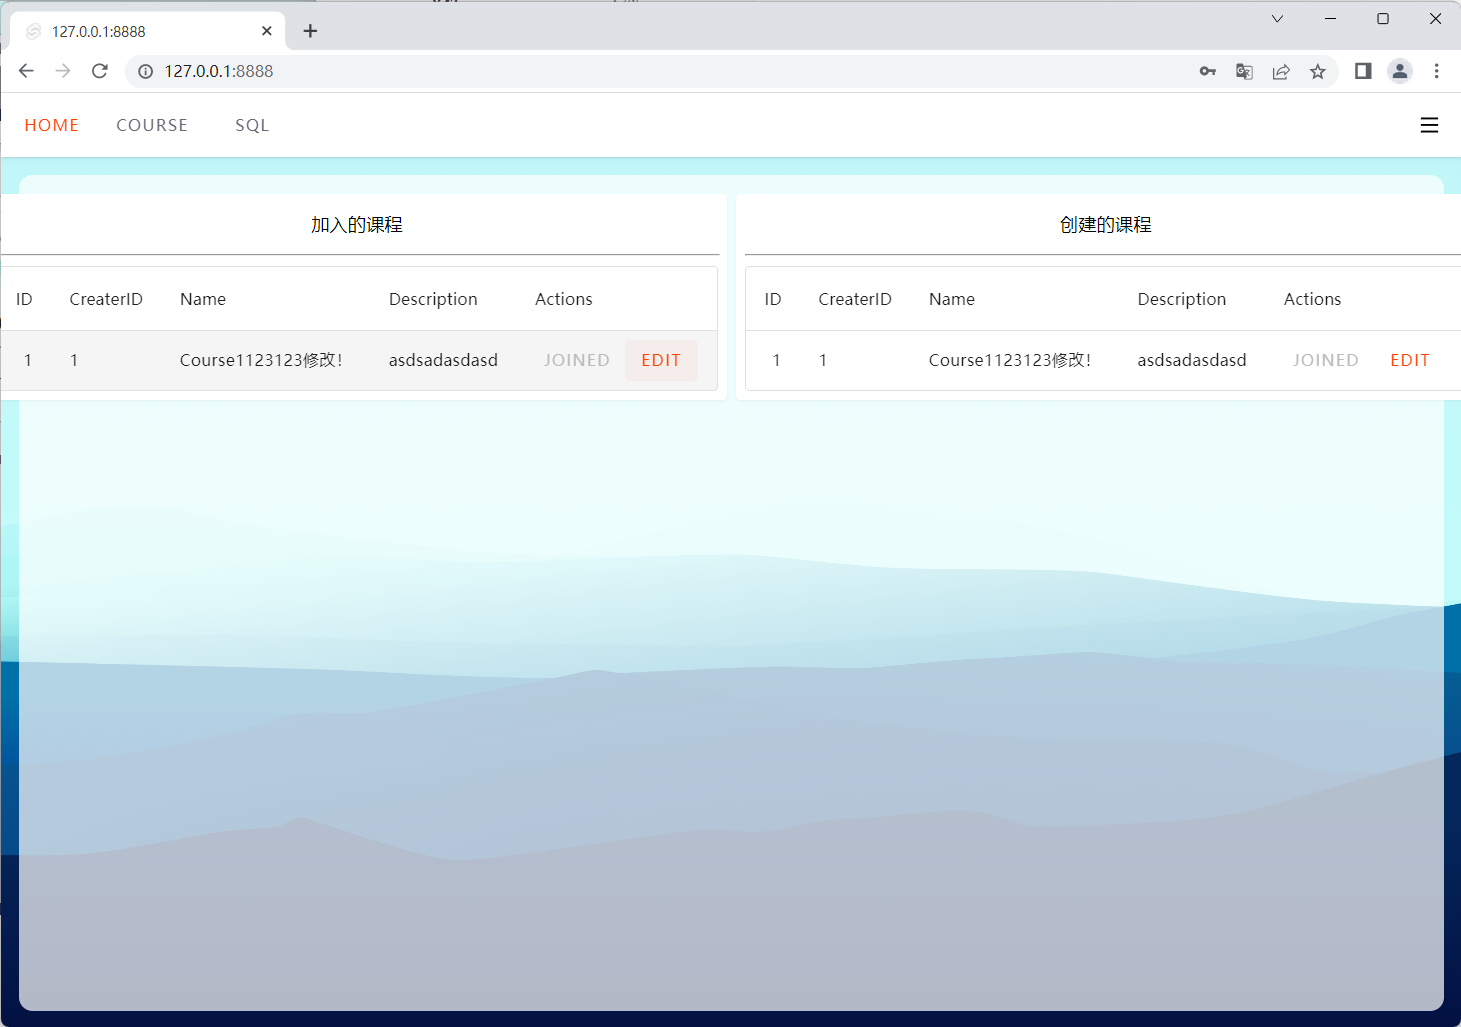 127.0.0.1:8888
127.0.0.1:8888
HOME COURSE SQL
加入的课程
ID CreaterID Name Description Actions
1 1 Course1123123修改! asdsadasdasd JOINED EDIT
创建的课程
ID CreaterID Name Description Actions
1 1 Course1123123修改! asdsadasdasd JOINED EDIT